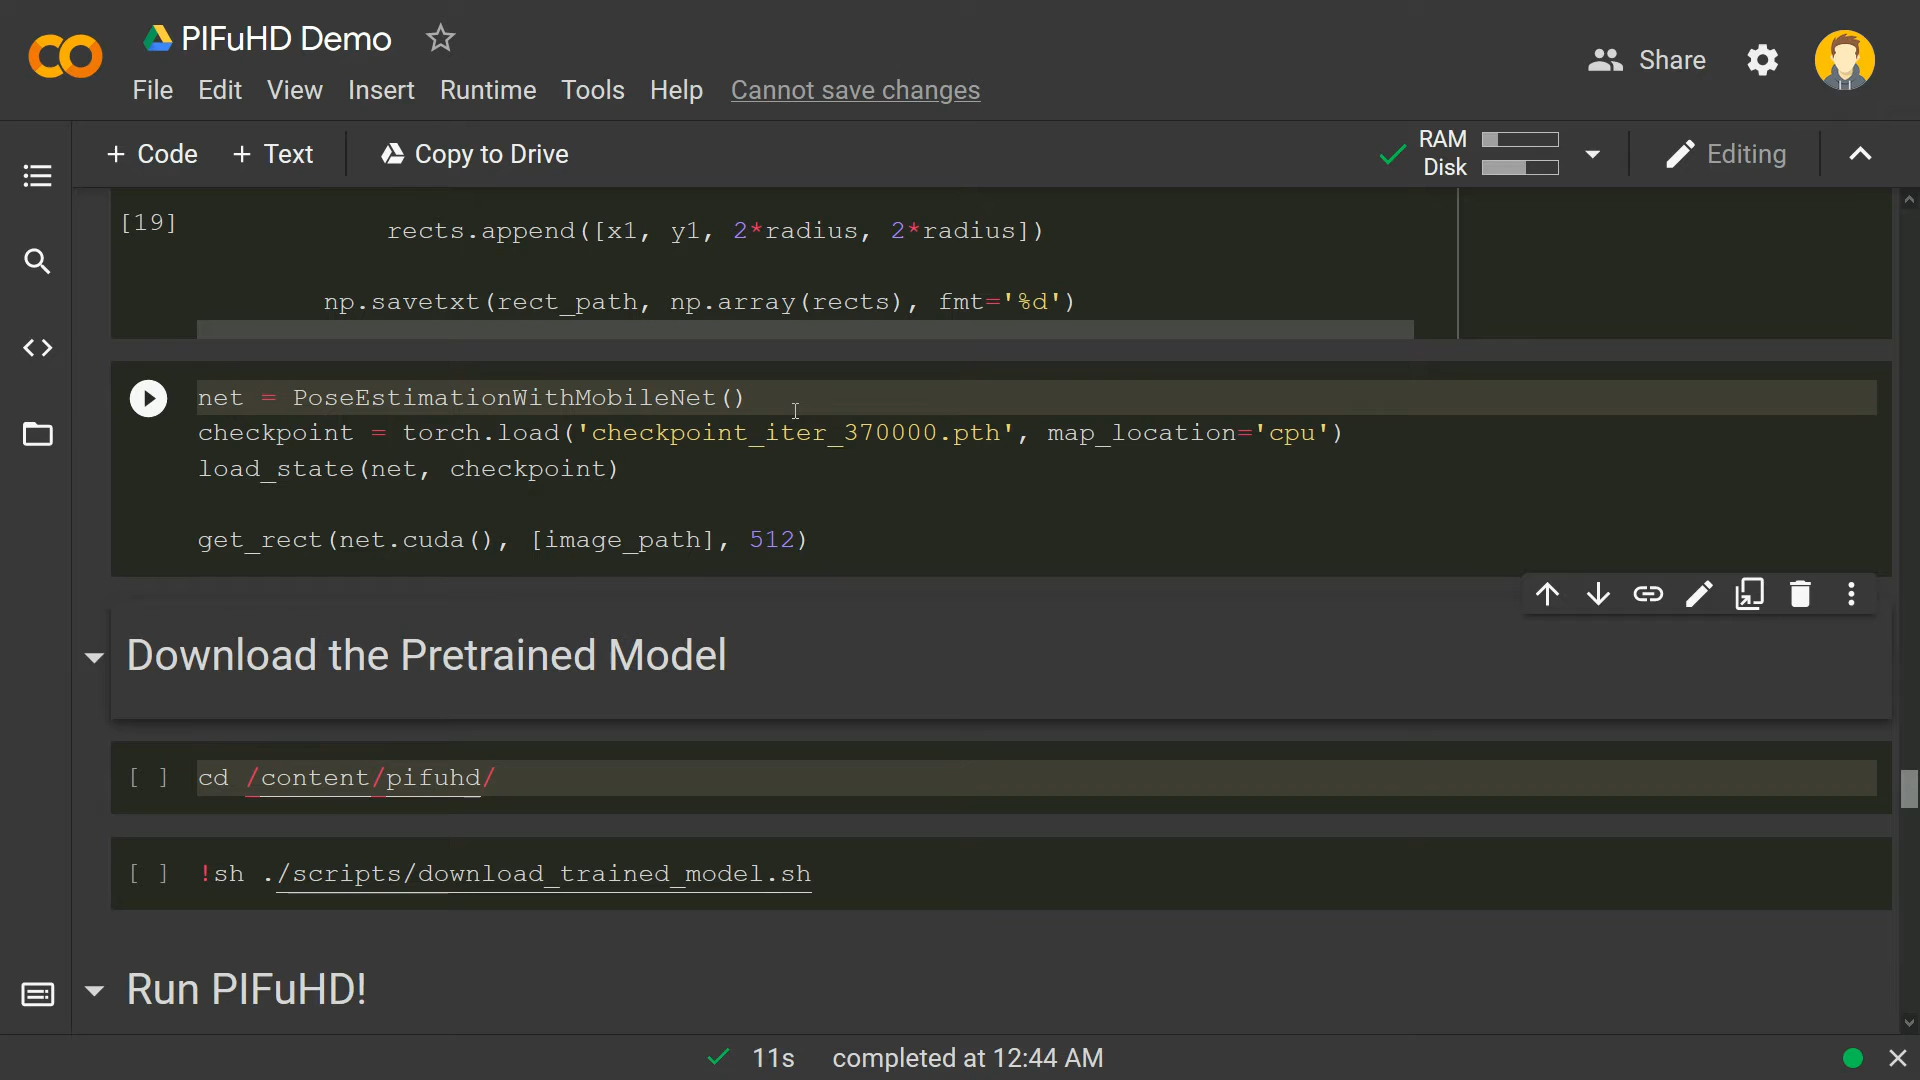 PIFuHD Demo
File Edit View Insert Runtime Tools Help Cannot save changes
Share
+ Code + Text Copy to Drive
RAM
Disk
Editing
[19]
rects.append([x1, y1, 2*radius, 2*radius])
np.savetxt(rect_path, np.array(rects), fmt='%d')
net = PoseEstimationWithMobileNet()
checkpoint = torch.load('checkpoint_iter_370000.pth', map_location='cpu')
load_state(net, checkpoint)
get_rect(net.cuda(), [image_path], 512)
Download the Pretrained Model
[ ] cd /content/pifuhd/
[ ] !sh ./scripts/download_trained_model.sh
Run PIFuHD!
11s completed at 12:44 AM